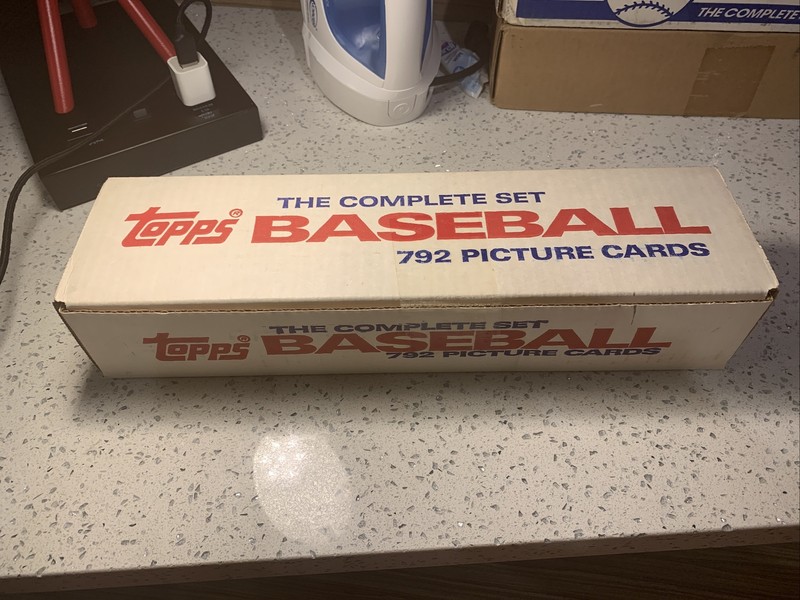 THE COMPLETE
THE COMPLETE SET
Topps® BASEBALL
792 PICTURE CARDS
THE COMPLETE SET
Topps® BASEBALL
792 PICTURE CARDS